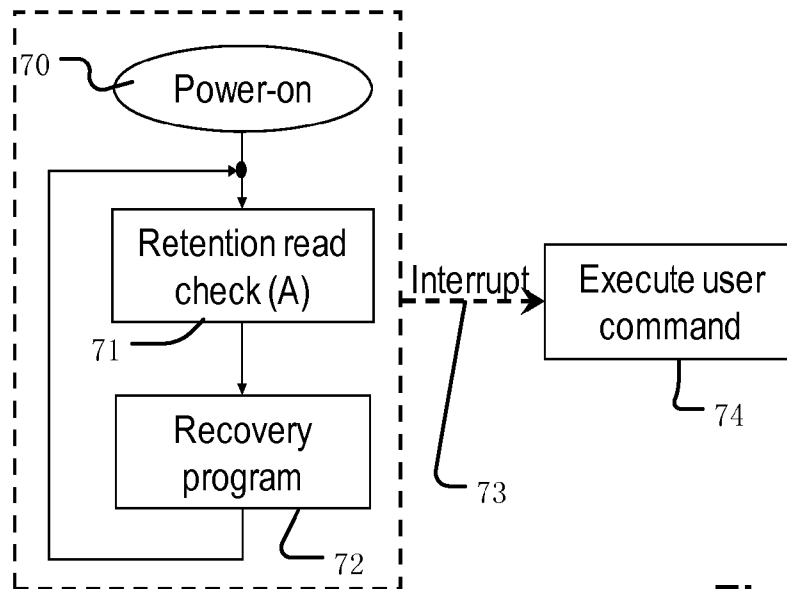 70
Power-on
Retention read
check (A)
71
Interrupt
Execute user
command
74
Recovery
program
73
72